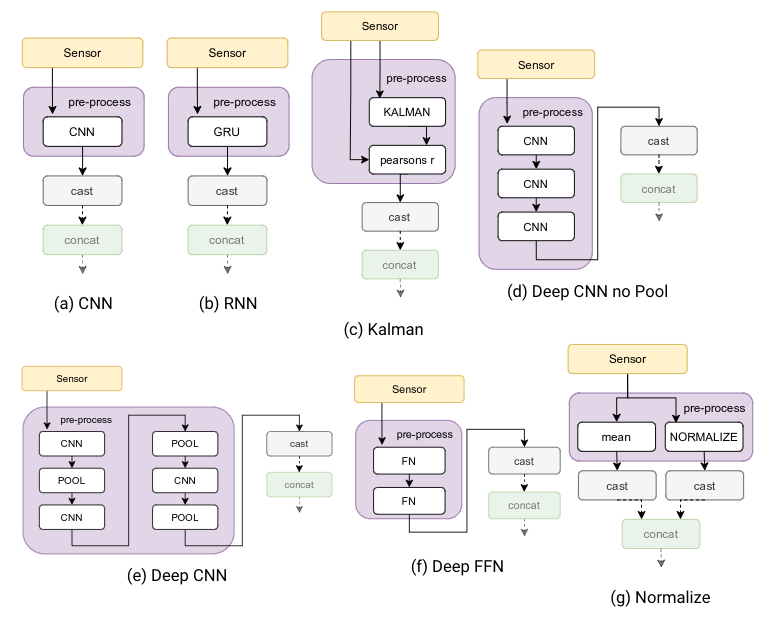 Sensor
pre-process
CNN
cast
concat
(a) CNN
Sensor
pre-process
GRU
cast
concat
(b) RNN
Sensor
pre-process
KALMAN
pearsons r
cast
concat
(c) Kalman
Sensor
pre-process
CNN
CNN
CNN
cast
concat
(d) Deep CNN no Pool
Sensor
pre-process
CNN
POOL
CNN
POOL
CNN
POOL
cast
concat
(e) Deep CNN
Sensor
pre-process
FN
FN
cast
concat
(f) Deep FFN
Sensor
pre-process
mean
NORMALIZE
cast
cast
concat
(g) Normalize